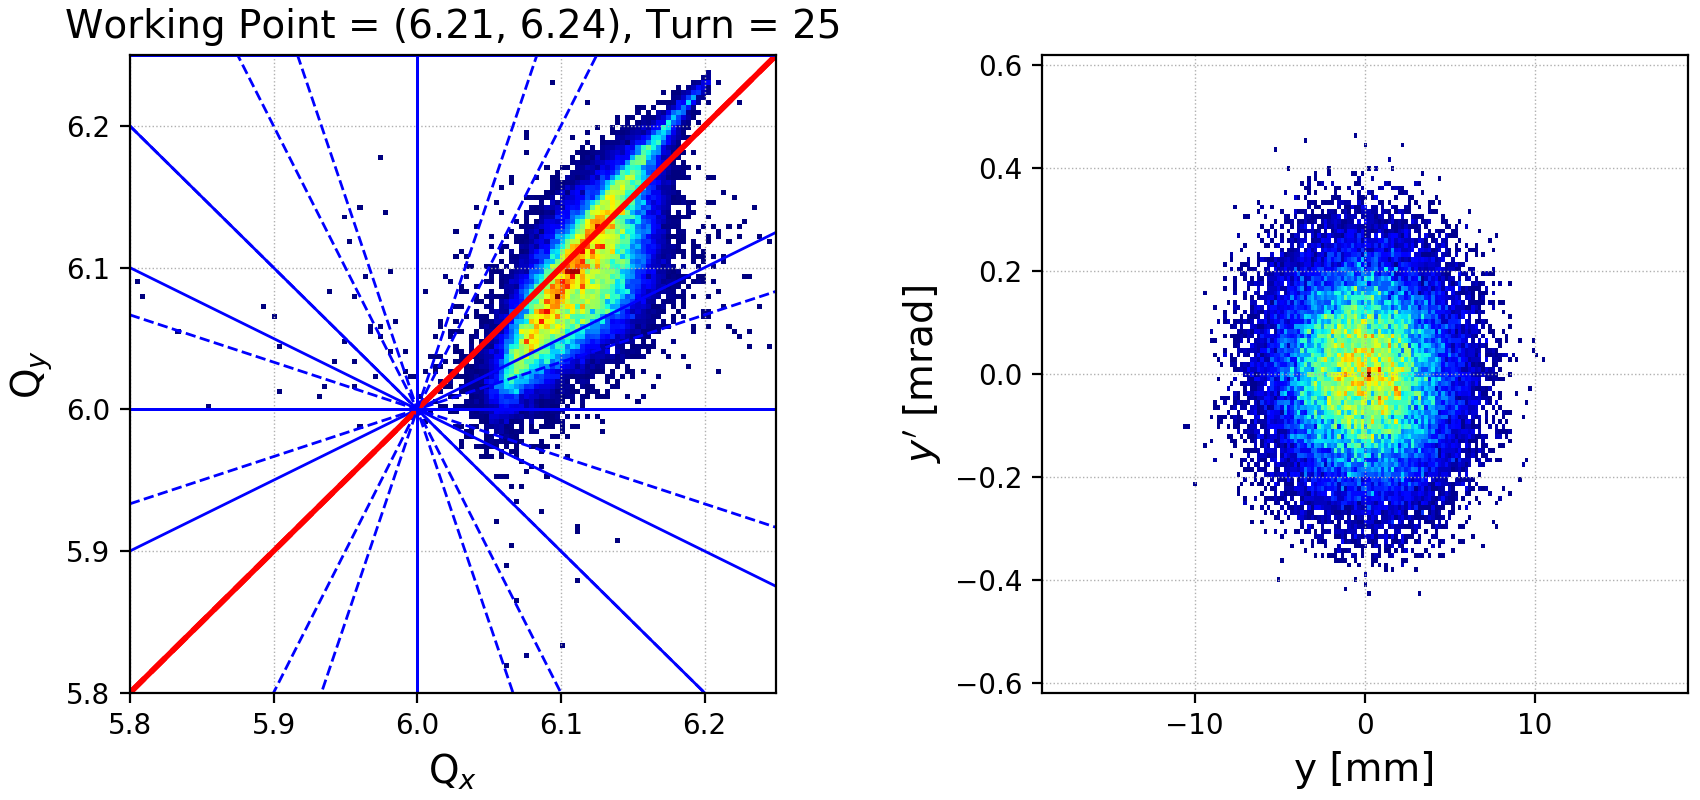 Working Point = (6.21, 6.24), Turn = 25
6.2
6.1
6.0
5.9
5.8
Q_y
5.8 5.9 6.0 6.1 6.2
Q_x
0.6
0.4
0.2
0.0
−0.2
−0.4
−0.6
y′ [mrad]
−10 0 10
y [mm]